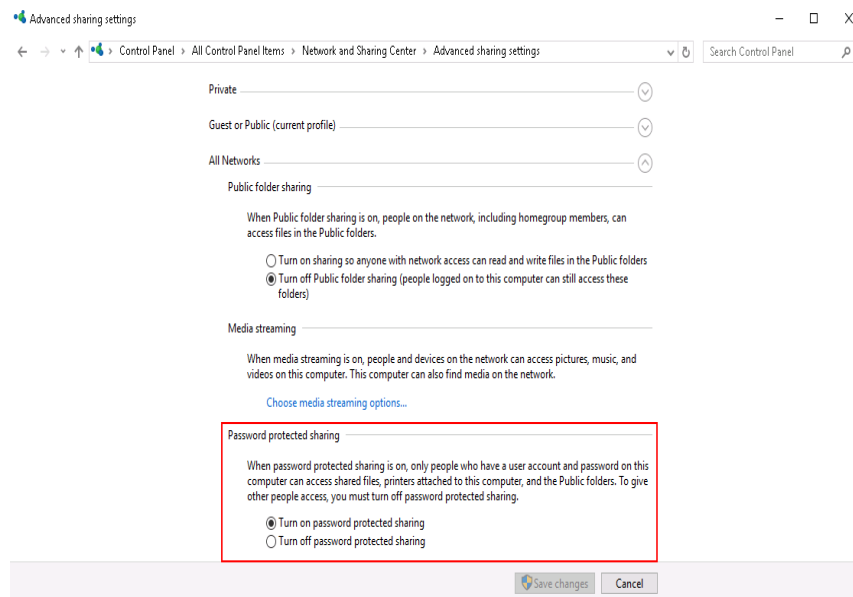 Advanced sharing settings
Control Panel > All Control Panel Items > Network and Sharing Center > Advanced sharing settings
Search Control Panel
Private
Guest or Public (current profile)
All Networks
Public folder sharing
When Public folder sharing is on, people on the network, including homegroup members, can
access files in the Public folders.
Turn on sharing so anyone with network access can read and write files in the Public folders
Turn off Public folder sharing (people logged on to this computer can still access these
folders)
Media streaming
When media streaming is on, people and devices on the network can access pictures, music, and
videos on this computer. This computer can also find media on the network.
Choose media streaming options...
Password protected sharing
When password protected sharing is on, only people who have a user account and password on this
computer can access shared files, printers attached to this computer, and the Public folders. To give
other people access, you must turn off password protected sharing.
Turn on password protected sharing
Turn off password protected sharing
Save changes
Cancel